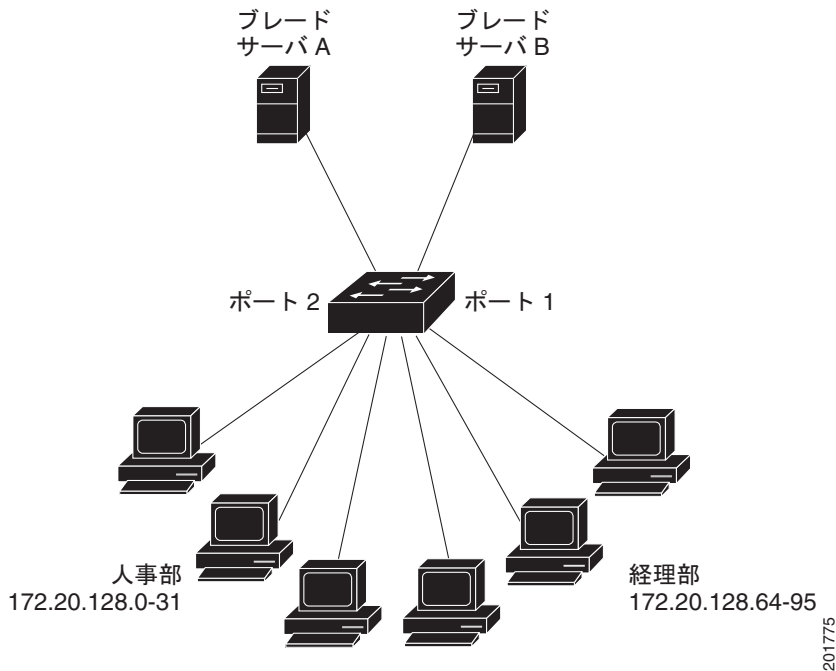 ブレード
サーバ A
ブレード
サーバ B
ポート 2
ポート 1
人事部
172.20.128.0-31
経理部
172.20.128.64-95
201775